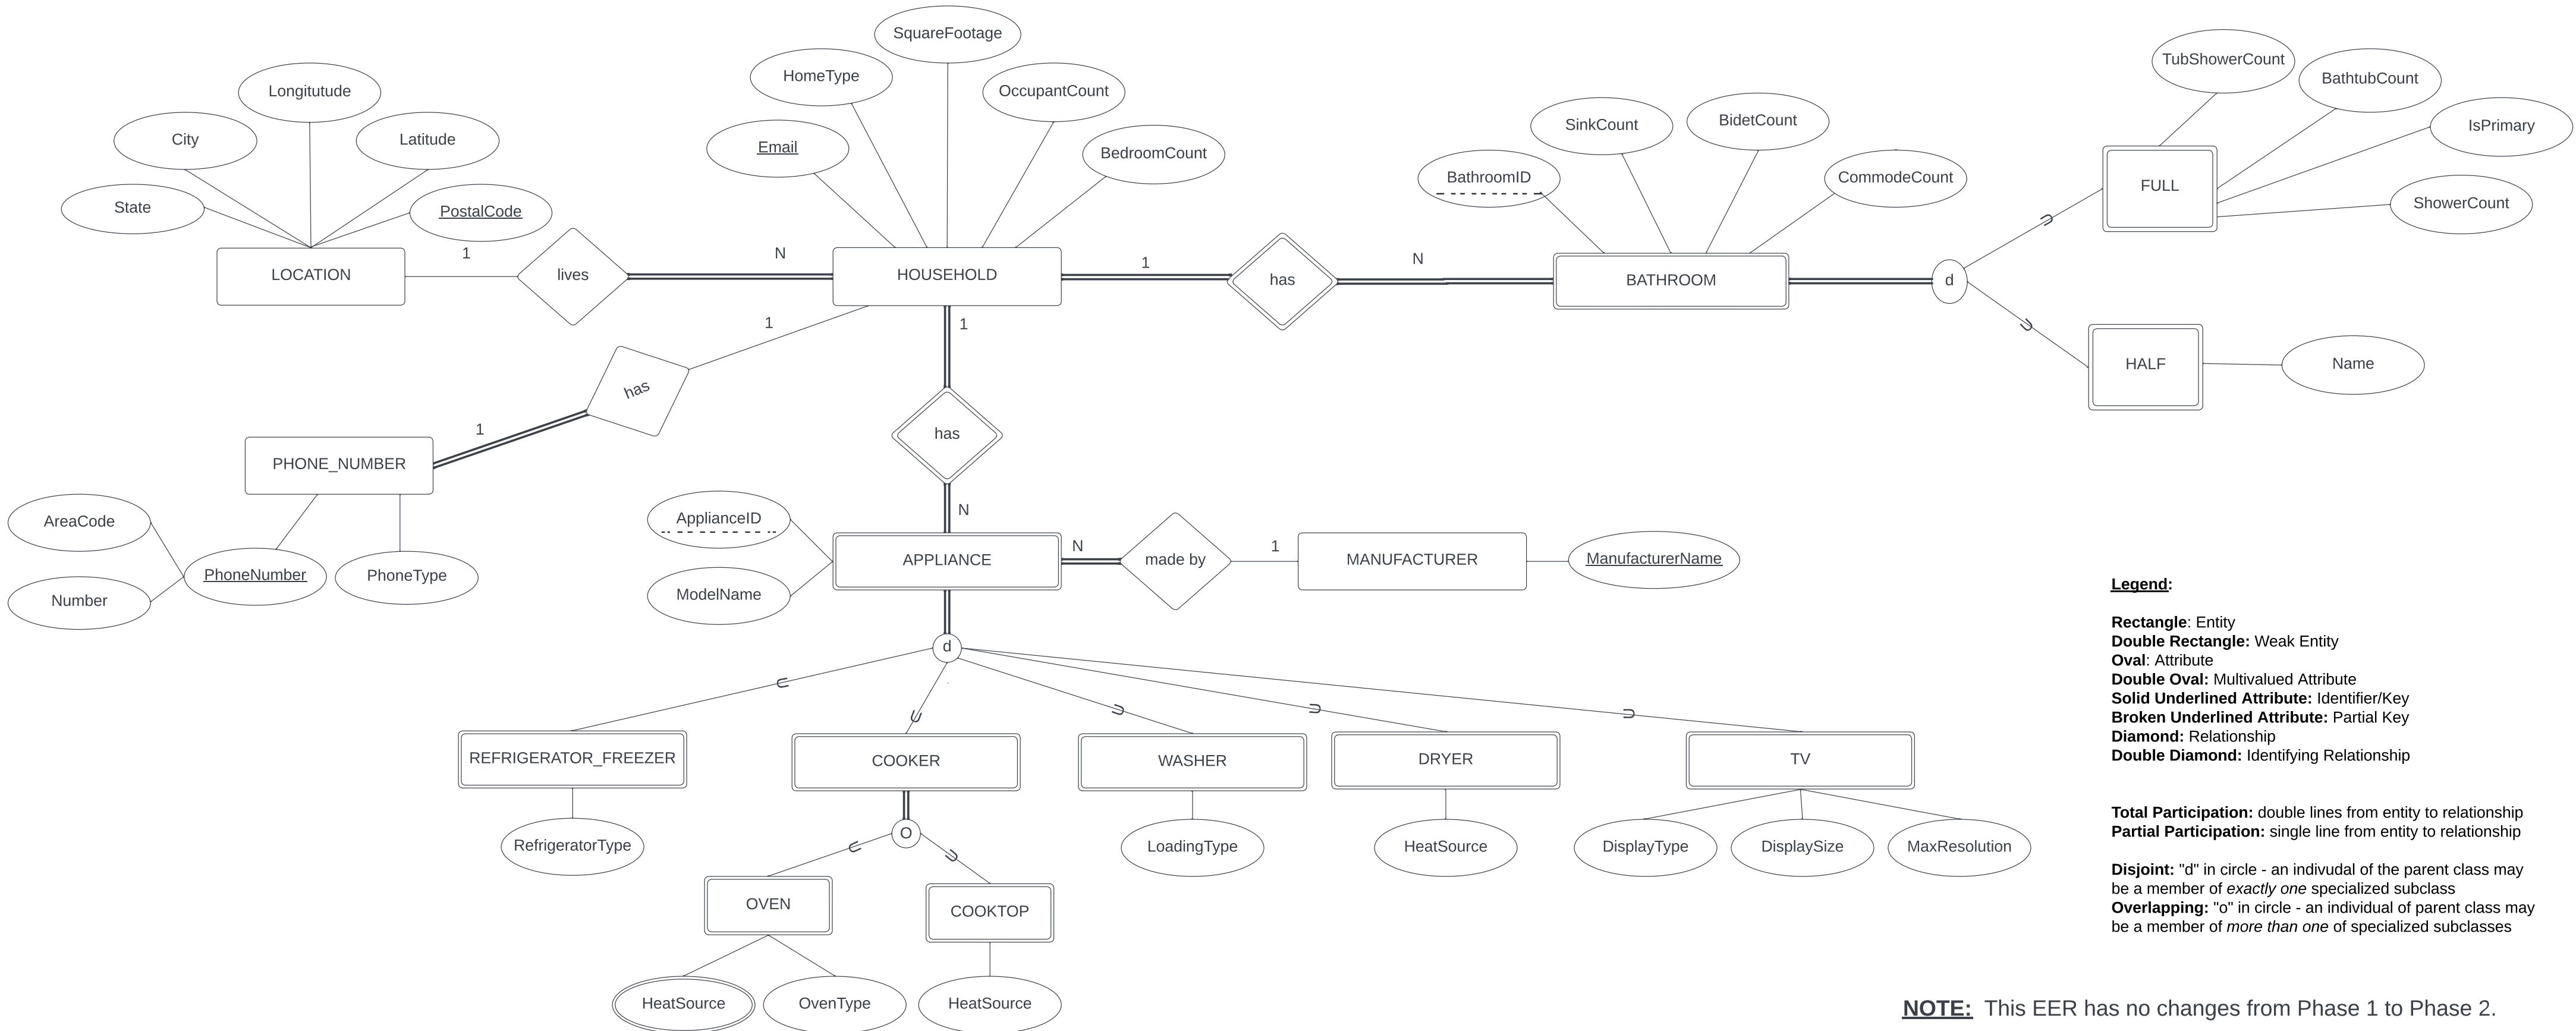 SquareFootage
HomeType
OccupantCount
Email
BedroomCount
Longitutude
City
Latitude
State
PostalCode
LOCATION
1
lives
N
HOUSEHOLD
1
has
N
BATHROOM
BathroomID
SinkCount
BidetCount
CommodeCount
d
U
U
FULL
TubShowerCount
BathtubCount
IsPrimary
ShowerCount
HALF
Name
1
has
1
PHONE_NUMBER
AreaCode
Number
PhoneNumber
PhoneType
1
has
N
ApplianceID
ModelName
APPLIANCE
N
made by
1
MANUFACTURER
ManufacturerName
d
U
U
U
U
U
REFRIGERATOR_FREEZER
COOKER
WASHER
DRYER
TV
RefrigeratorType
O
LoadingType
HeatSource
DisplayType
DisplaySize
MaxResolution
U
U
OVEN
COOKTOP
HeatSource
OvenType
HeatSource
Legend:
Rectangle: Entity
Double Rectangle: Weak Entity
Oval: Attribute
Double Oval: Multivalued Attribute
Solid Underlined Attribute: Identifier/Key
Broken Underlined Attribute: Partial Key
Diamond: Relationship
Double Diamond: Identifying Relationship
Total Participation: double lines from entity to relationship
Partial Participation: single line from entity to relationship
Disjoint: "d" in circle - an indivudal of the parent class may
be a member of exactly one specialized subclass
Overlapping: "o" in circle - an individual of parent class may
be a member of more than one of specialized subclasses
NOTE: This EER has no changes from Phase 1 to Phase 2.